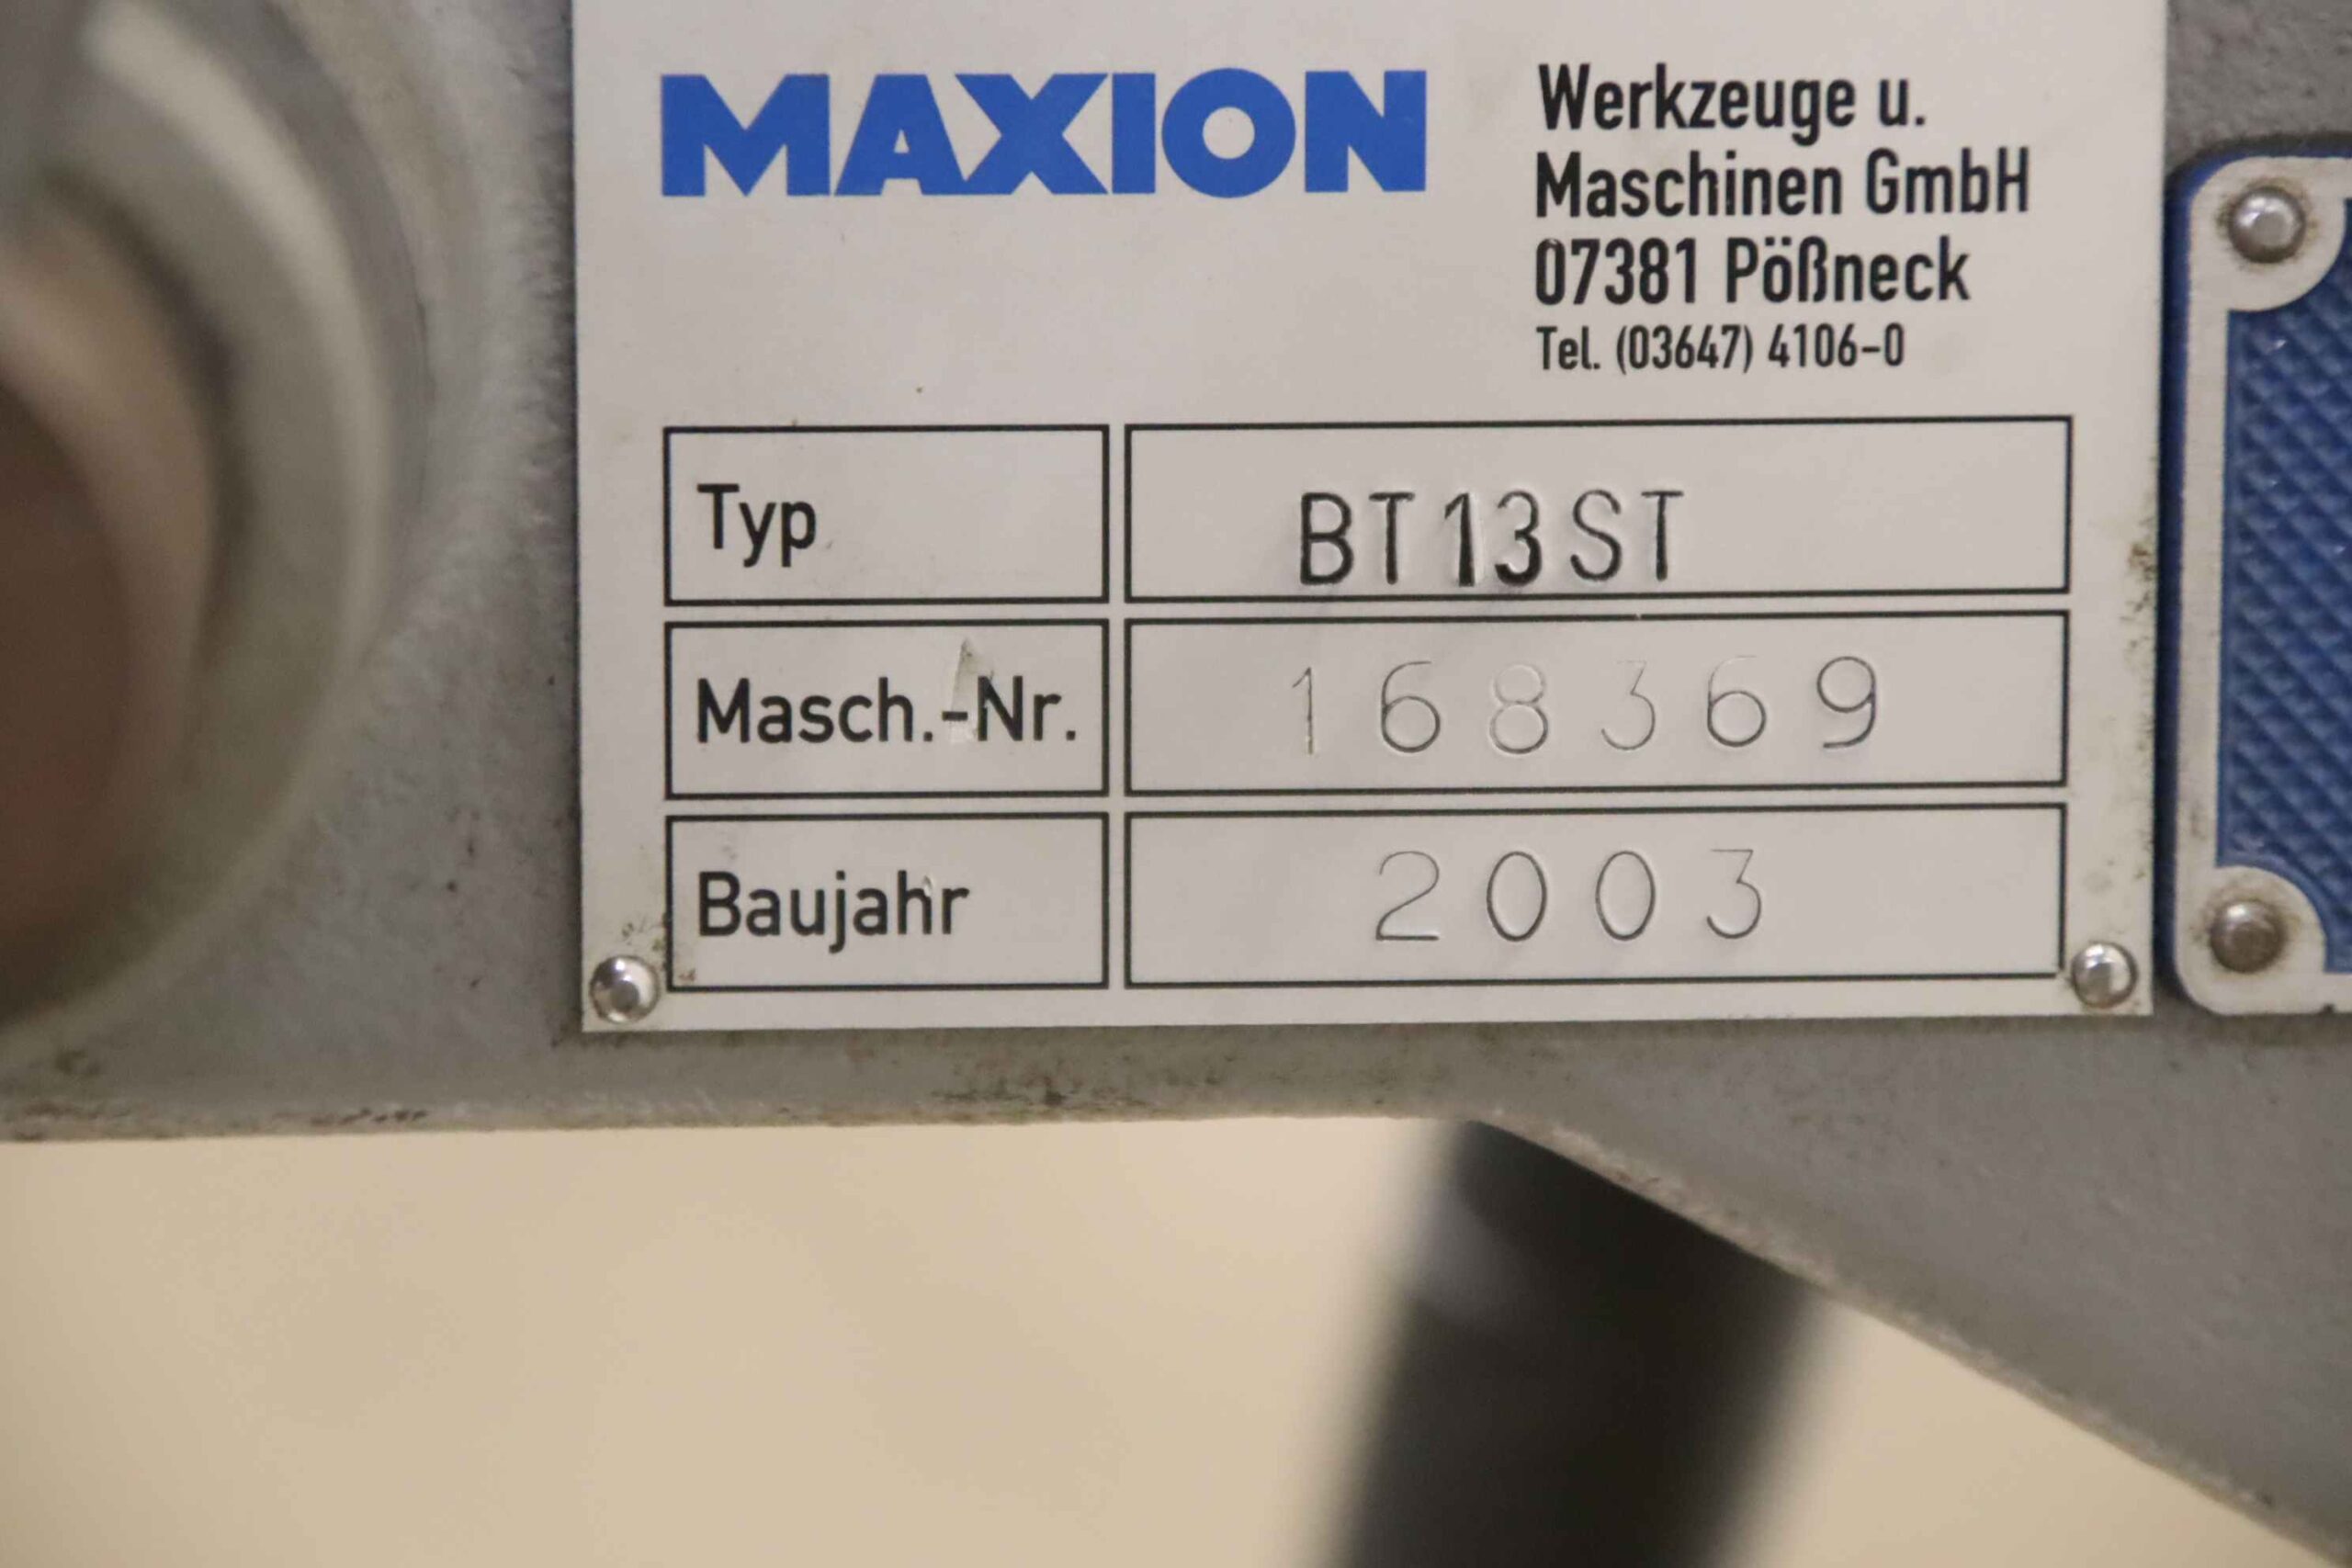 MAXION
Werkzeuge u.
Maschinen GmbH
07381 Pößneck
Tel. (03647) 4106-0
Typ BT13ST
Masch.-Nr. 168369
Baujahr 2003